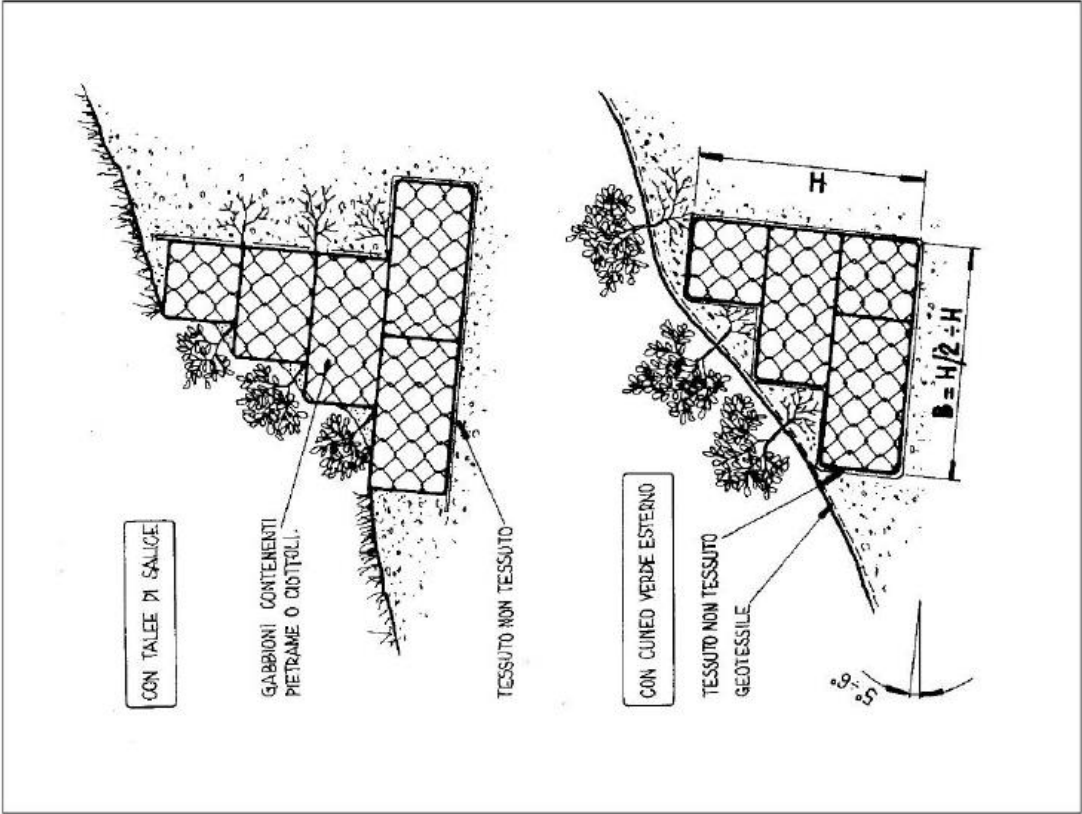 CON TALEE DI SALICE
GABBIONI CONTENENTI
PIETRAME O CIOTTOLI.
TESSUTO NON TESSUTO
CON CUNEO VERDE ESTERNO
TESSUTO NON TESSUTO
GEOTESSILE
H
B = H/2 ÷ H
5° ÷ 6°